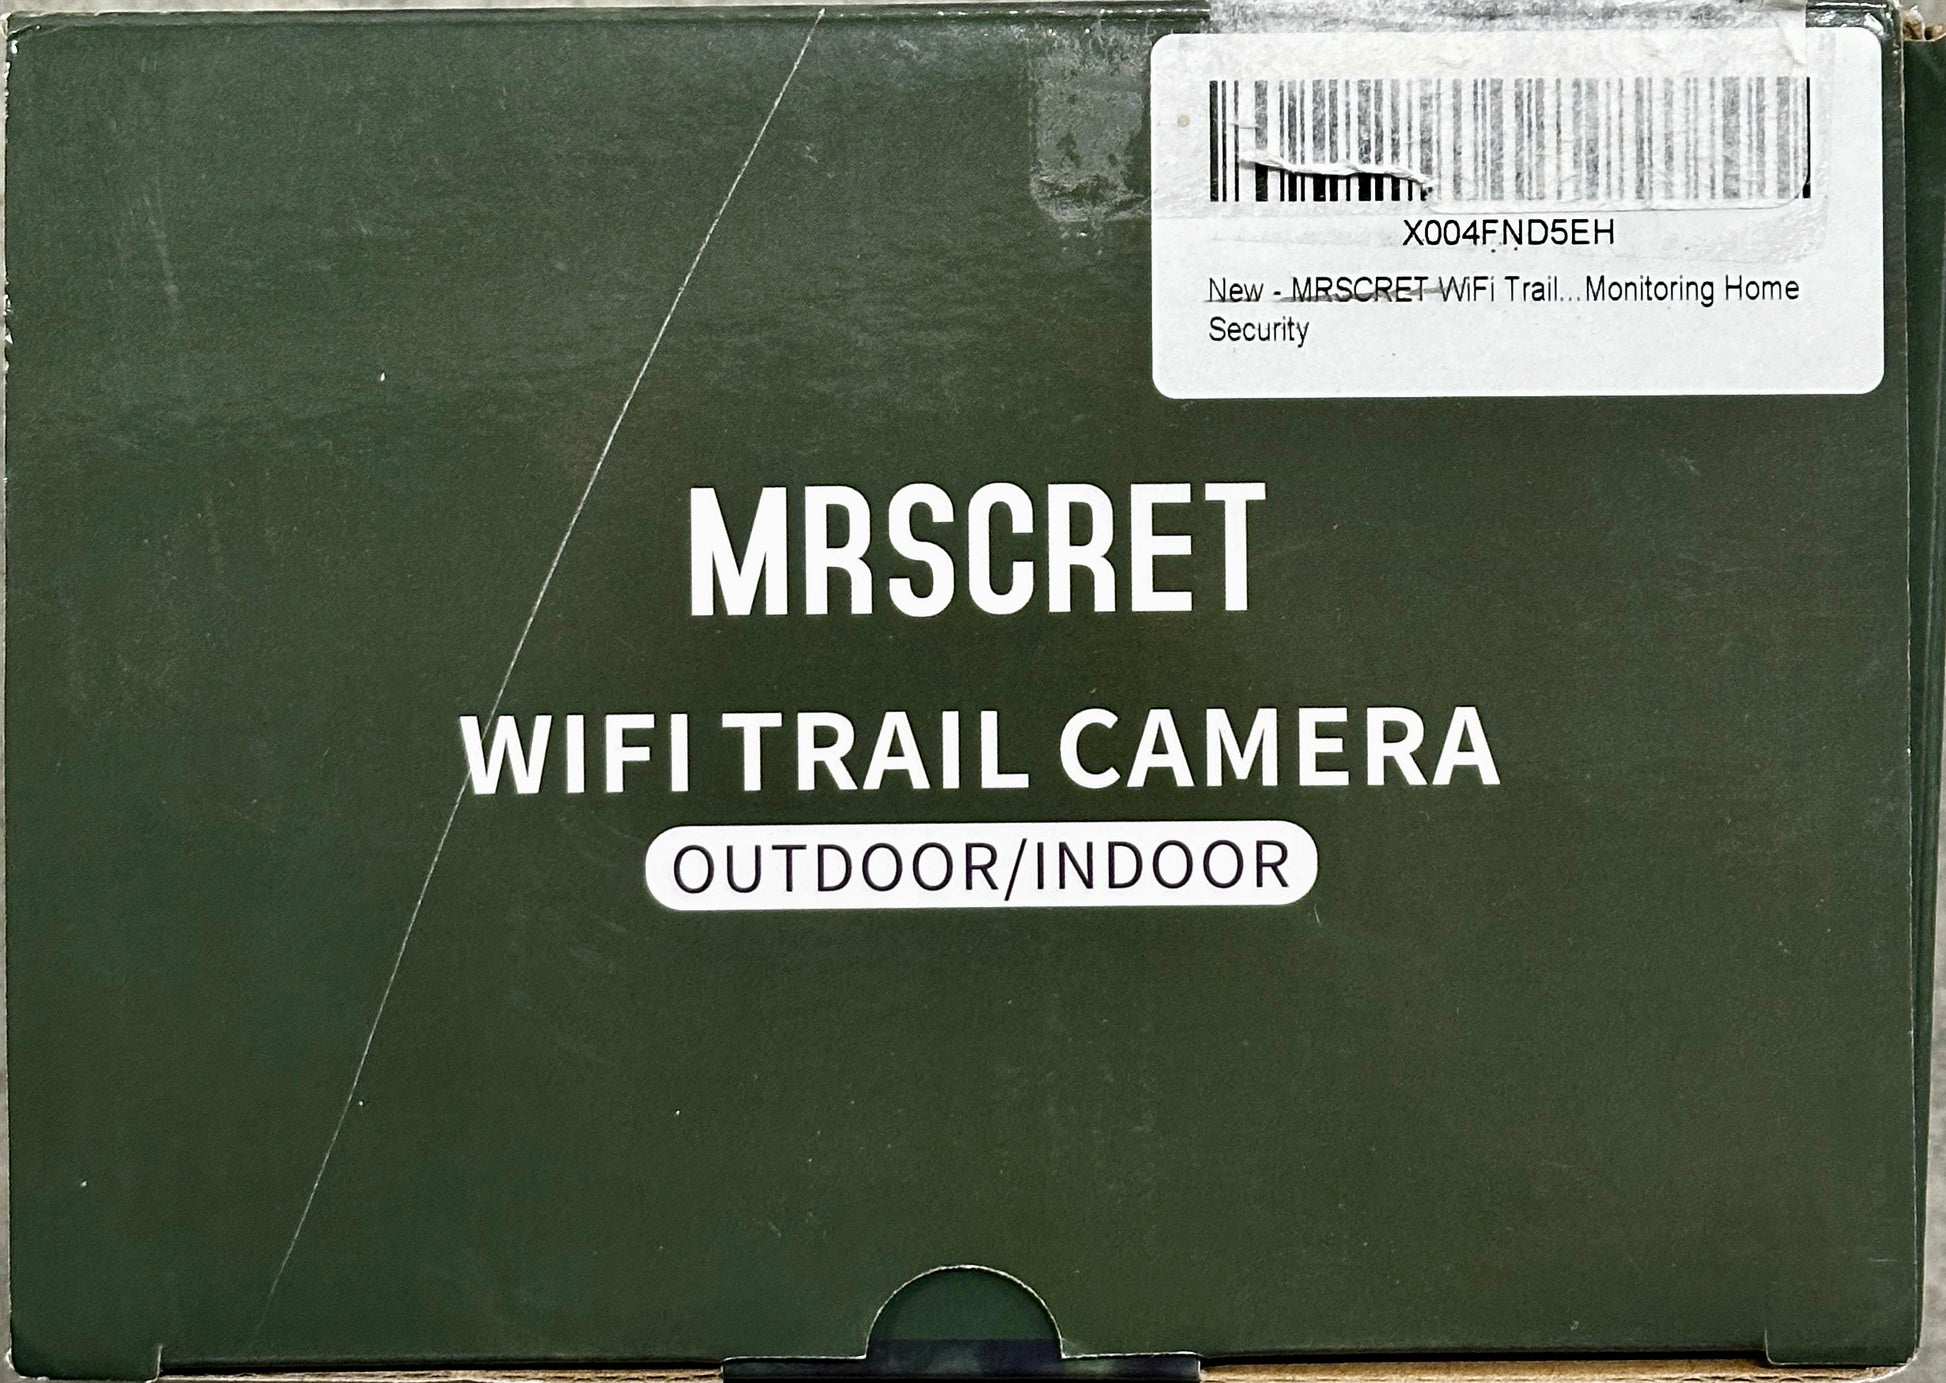 X004FND5EH
New - MRSCRET WiFi Trail...Monitoring Home
Security
MRSCRET
WIFI TRAIL CAMERA
OUTDOOR/INDOOR